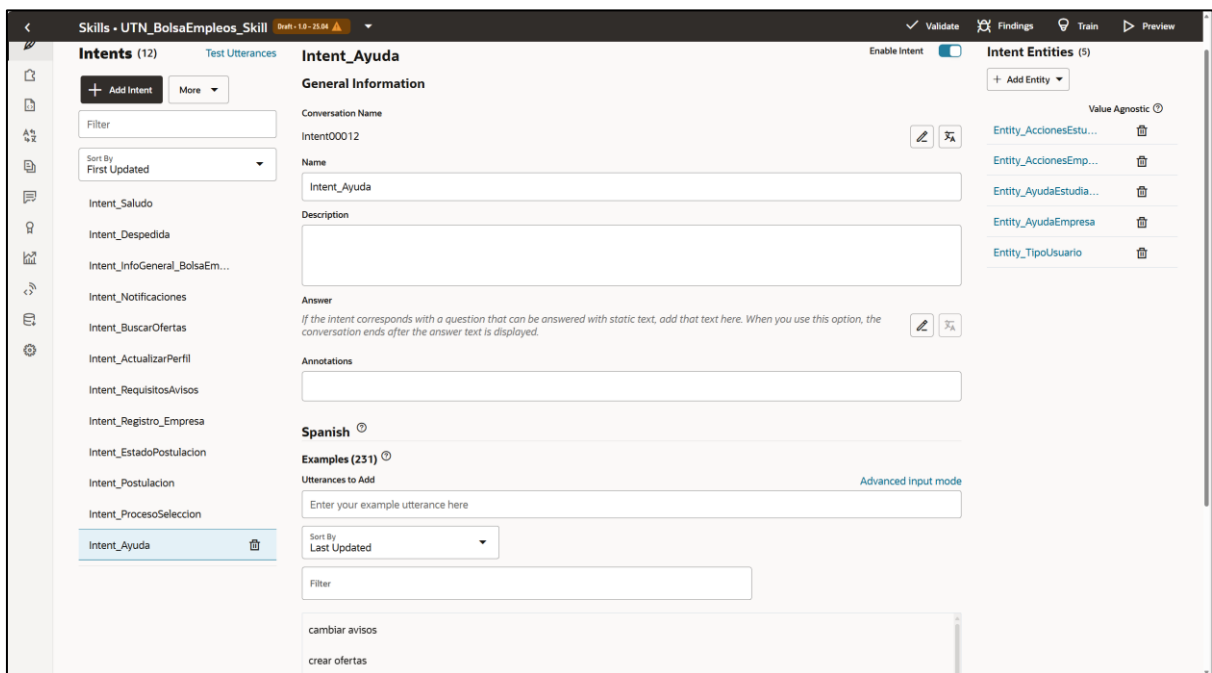 Skills • UTN_BolsaEmpleos_Skill Draft - 1.0 - 25.04
Validate
Findings
Train
Preview
Intents (12) Test Utterances
+ Add Intent More
Filter
Sort By
First Updated
Intent_Saludo
Intent_Despedida
Intent_InfoGeneral_BolsaEm...
Intent_Notificaciones
Intent_BuscarOfertas
Intent_ActualizarPerfil
Intent_RequisitosAvisos
Intent_Registro_Empresa
Intent_EstadoPostulacion
Intent_Postulacion
Intent_ProcesoSeleccion
Intent_Ayuda
Intent_Ayuda Enable Intent
General Information
Conversation Name
Intent00012
Name
Intent_Ayuda
Description
Answer
If the intent corresponds with a question that can be answered with static text, add that text here. When you use this option, the
conversation ends after the answer text is displayed.
Annotations
Spanish
Examples (231)
Utterances to Add Advanced input mode
Enter your example utterance here
Sort By
Last Updated
Filter
cambiar avisos
crear ofertas
Intent Entities (5)
+ Add Entity
Value Agnostic
Entity_AccionesEstu...
Entity_AccionesEmp...
Entity_AyudaEstudia...
Entity_AyudaEmpresa
Entity_TipoUsuario